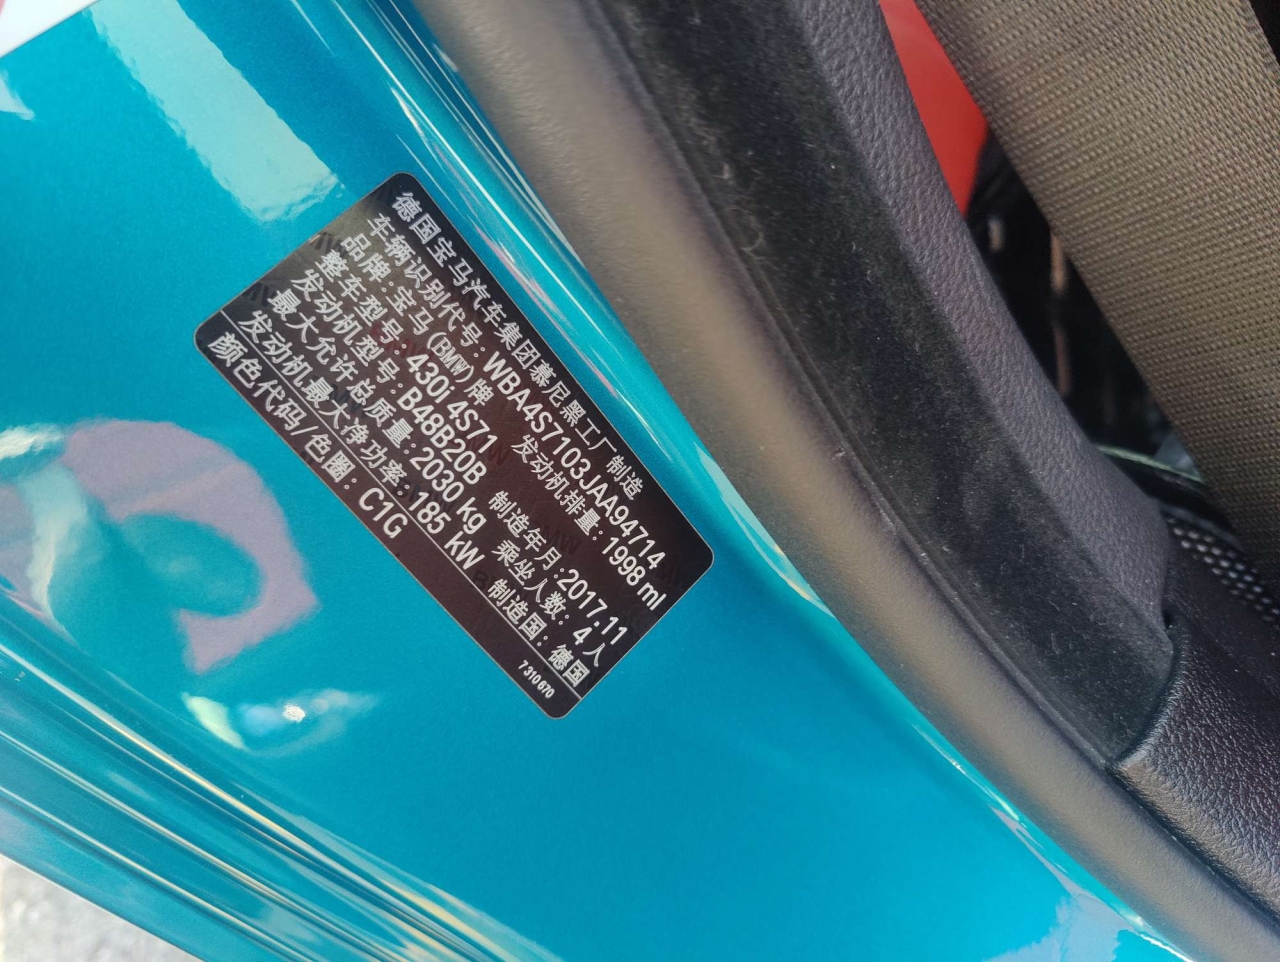 德国宝马汽车集团慕尼黑工厂制造
车辆识别代号: WBA4S7103JAA94714
品牌: 宝马(BMW)牌 发动机排量: 1998 ml
整车型号: 430i 4S71
发动机型号: B48B20B 制造年月: 2017.11
最大允许总质量: 2030 kg 乘坐人数: 4人
发动机最大净功率: 185 KW 制造国: 德国
颜色代码/色圈: C1G 7310670